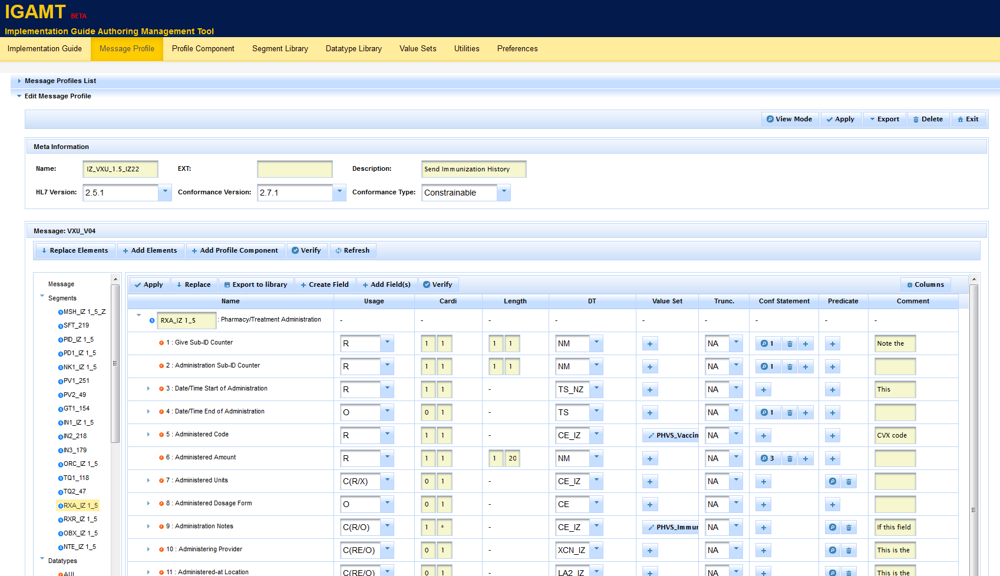 IGAMT BETA
Implementation Guide Authoring Management Tool
Implementation Guide Message Profile Profile Component Segment Library Datatype Library Value Sets Utilities Preferences
Message Profiles List
Edit Message Profile
View Mode Apply Export Delete Exit
Meta Information
Name: IZ_VXU_1.5_IZ22 EXT: Description: Send Immunization History
HL7 Version: 2.5.1 Conformance Version: 2.7.1 Conformance Type: Constrainable
Message: VXU_V04
Replace Elements Add Elements Add Profile Component Verify Refresh
Message
Segments
MSH_IZ 1_5_Z
SFT_219
PID_IZ 1_5
PD1_IZ 1_5
NK1_IZ 1_5
PV1_251
PV2_49
GT1_154
IN1_IZ 1_5
IN2_218
IN3_179
ORC_IZ 1_5
TQ1_118
TQ2_47
RXA_IZ 1_5
RXR_IZ 1_5
OBX_IZ 1_5
NTE_IZ 1_5
Datatypes
AUI
Apply Replace Export to library Create Field Add Field(s) Verify Columns
Name Usage Cardi Length DT Value Set Trunc. Conf Statement Predicate Comment
RXA_IZ 1_5 : Pharmacy/Treatment Administration - - - - - - - - -
1 : Give Sub-ID Counter R 1 1 1 1 NM NA 1 Note the
2 : Administration Sub-ID Counter R 1 1 1 1 NM NA 1
3 : Date/Time Start of Administration R 1 1 - TS_NZ NA This
4 : Date/Time End of Administration O 0 1 - TS NA 1
5 : Administered Code R 1 1 - CE_IZ PHVS_Vaccin NA CVX code
6 : Administered Amount R 1 1 1 20 NM NA 3
7 : Administered Units C(R/X) 0 1 - CE_IZ NA
8 : Administered Dosage Form O 0 1 - CE NA
9 : Administration Notes C(R/O) 1 * - CE_IZ PHVS_Immur NA If this field
10 : Administering Provider C(RE/O) 0 1 - XCN_IZ NA This is the
11 : Administered-at Location C(RE/O) 0 1 - LA2_IZ NA This is the